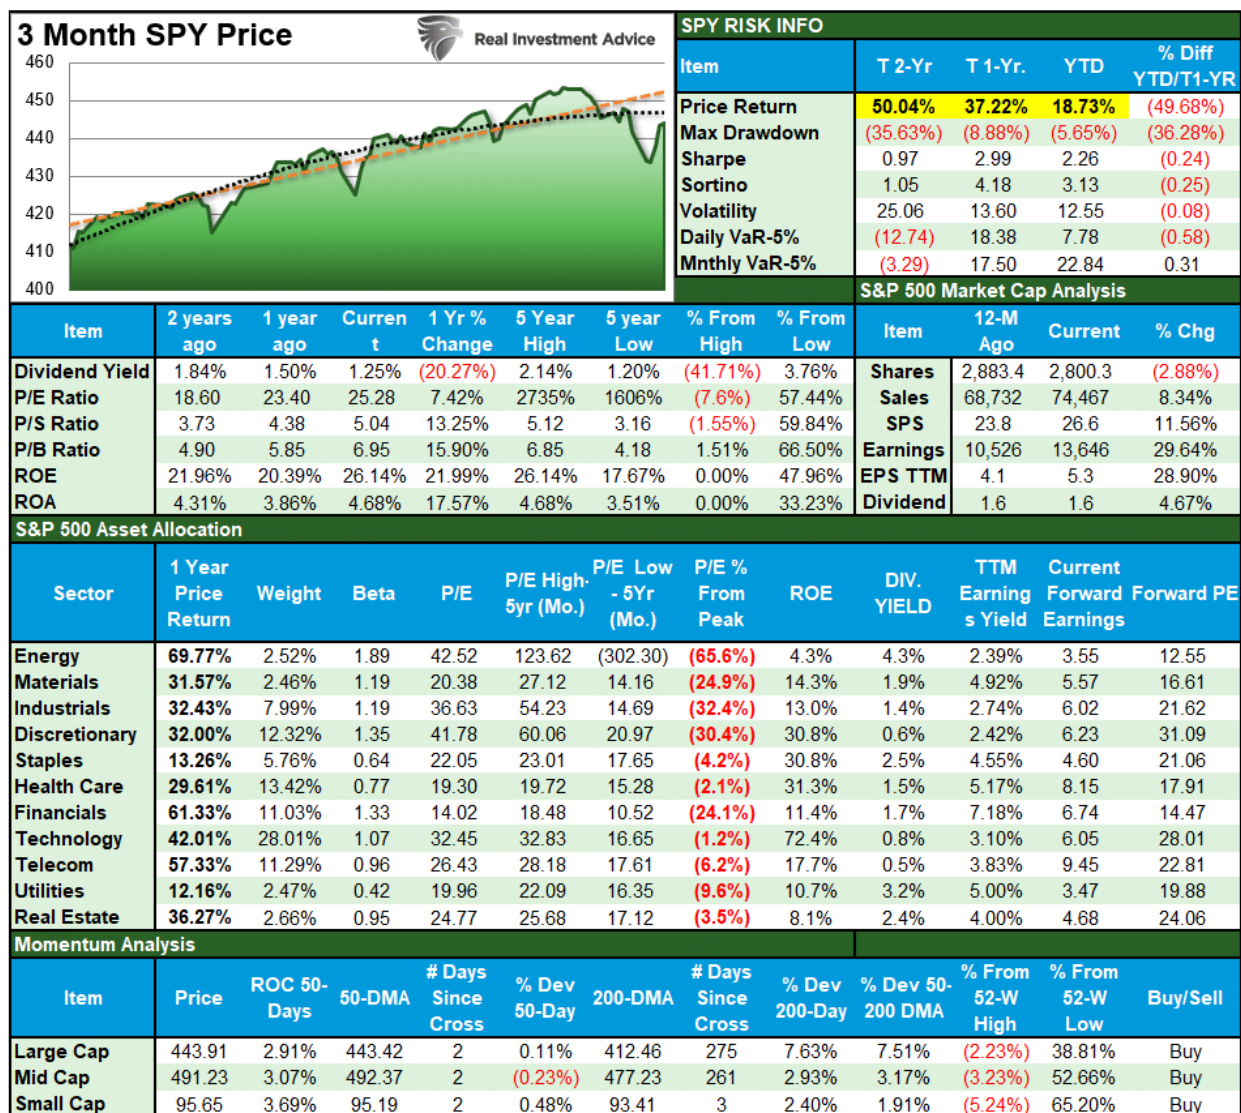 3 Month SPY Price
Real Investment Advice
460
450
440
430
420
410
400
SPY RISK INFO
Item T 2-Yr T 1-Yr. YTD % Diff YTD/T1-YR
Price Return 50.04% 37.22% 18.73% (49.68%)
Max Drawdown (35.63%) (8.88%) (5.65%) (36.28%)
Sharpe 0.97 2.99 2.26 (0.24)
Sortino 1.05 4.18 3.13 (0.25)
Volatility 25.06 13.60 12.55 (0.08)
Daily VaR-5% (12.74) 18.38 7.78 (0.58)
Mnthly VaR-5% (3.29) 17.50 22.84 0.31
S&P 500 Market Cap Analysis
Item 12-M Ago Current % Chg
Shares 2,883.4 2,800.3 (2.88%)
Sales 68,732 74,467 8.34%
SPS 23.8 26.6 11.56%
Earnings 10,526 13,646 29.64%
EPS TTM 4.1 5.3 28.90%
Dividend 1.6 1.6 4.67%
Item 2 years ago 1 year ago Current 1 Yr % Change 5 Year High 5 year Low % From High % From Low
Dividend Yield 1.84% 1.50% 1.25% (20.27%) 2.14% 1.20% (41.71%) 3.76%
P/E Ratio 18.60 23.40 25.28 7.42% 2735% 1606% (7.6%) 57.44%
P/S Ratio 3.73 4.38 5.04 13.25% 5.12 3.16 (1.55%) 59.84%
P/B Ratio 4.90 5.85 6.95 15.90% 6.85 4.18 1.51% 66.50%
ROE 21.96% 20.39% 26.14% 21.99% 26.14% 17.67% 0.00% 47.96%
ROA 4.31% 3.86% 4.68% 17.57% 4.68% 3.51% 0.00% 33.23%
S&P 500 Asset Allocation
Sector 1 Year Price Return Weight Beta P/E P/E High- 5yr (Mo.) P/E Low - 5Yr (Mo.) P/E % From Peak ROE DIV. YIELD TTM Earnings Yield Current Forward Earnings Forward PE
Energy 69.77% 2.52% 1.89 42.52 123.62 (302.30) (65.6%) 4.3% 4.3% 2.39% 3.55 12.55
Materials 31.57% 2.46% 1.19 20.38 27.12 14.16 (24.9%) 14.3% 1.9% 4.92% 5.57 16.61
Industrials 32.43% 7.99% 1.19 36.63 54.23 14.69 (32.4%) 13.0% 1.4% 2.74% 6.02 21.62
Discretionary 32.00% 12.32% 1.35 41.78 60.06 20.97 (30.4%) 30.8% 0.6% 2.42% 6.23 31.09
Staples 13.26% 5.76% 0.64 22.05 23.01 17.65 (4.2%) 30.8% 2.5% 4.55% 4.60 21.06
Health Care 29.61% 13.42% 0.77 19.30 19.72 15.28 (2.1%) 31.3% 1.5% 5.17% 8.15 17.91
Financials 61.33% 11.03% 1.33 14.02 18.48 10.52 (24.1%) 11.4% 1.7% 7.18% 6.74 14.47
Technology 42.01% 28.01% 1.07 32.45 32.83 16.65 (1.2%) 72.4% 0.8% 3.10% 6.05 28.01
Telecom 57.33% 11.29% 0.96 26.43 28.18 17.61 (6.2%) 17.7% 0.5% 3.83% 9.45 22.81
Utilities 12.16% 2.47% 0.42 19.96 22.09 16.35 (9.6%) 10.7% 3.2% 5.00% 3.47 19.88
Real Estate 36.27% 2.66% 0.95 24.77 25.68 17.12 (3.5%) 8.1% 2.4% 4.00% 4.68 24.06
Momentum Analysis
Item Price ROC 50-Days 50-DMA # Days Since Cross % Dev 50-Day 200-DMA # Days Since Cross % Dev 200-Day % Dev 50-200 DMA % From 52-W High % From 52-W Low Buy/Sell
Large Cap 443.91 2.91% 443.42 2 0.11% 412.46 275 7.63% 7.51% (2.23%) 38.81% Buy
Mid Cap 491.23 3.07% 492.37 2 (0.23%) 477.23 261 2.93% 3.17% (3.23%) 52.66% Buy
Small Cap 95.65 3.69% 95.19 2 0.48% 93.41 3 2.40% 1.91% (5.24%) 65.20% Buy